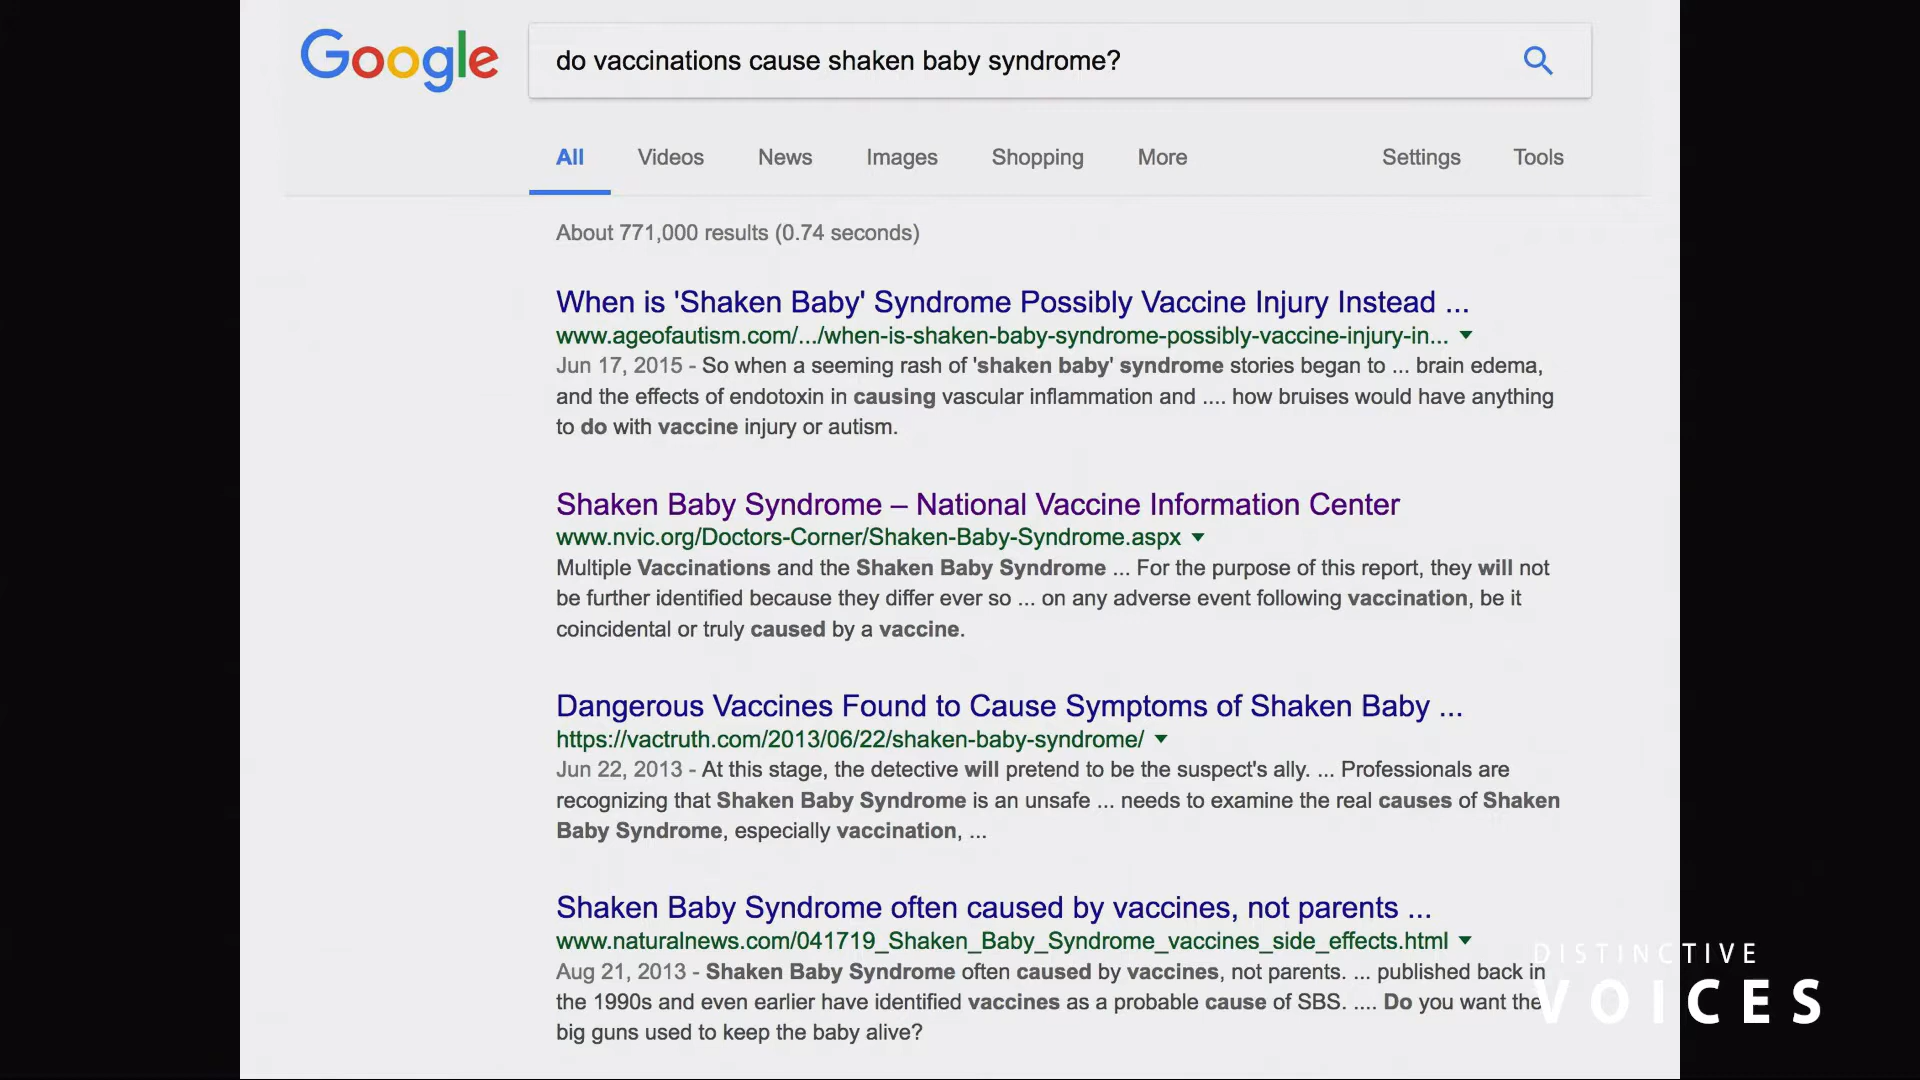 Google
do vaccinations cause shaken baby syndrome?
All Videos News Images Shopping More Settings Tools
About 771,000 results (0.74 seconds)
When is 'Shaken Baby' Syndrome Possibly Vaccine Injury Instead ...
www.ageofautism.com/.../when-is-shaken-baby-syndrome-possibly-vaccine-injury-in...
Jun 17, 2015 - So when a seeming rash of 'shaken baby' syndrome stories began to ... brain edema,
and the effects of endotoxin in causing vascular inflammation and .... how bruises would have anything
to do with vaccine injury or autism.
Shaken Baby Syndrome – National Vaccine Information Center
www.nvic.org/Doctors-Corner/Shaken-Baby-Syndrome.aspx
Multiple Vaccinations and the Shaken Baby Syndrome ... For the purpose of this report, they will not
be further identified because they differ ever so ... on any adverse event following vaccination, be it
coincidental or truly caused by a vaccine.
Dangerous Vaccines Found to Cause Symptoms of Shaken Baby ...
https://vactruth.com/2013/06/22/shaken-baby-syndrome/
Jun 22, 2013 - At this stage, the detective will pretend to be the suspect's ally. ... Professionals are
recognizing that Shaken Baby Syndrome is an unsafe ... needs to examine the real causes of Shaken
Baby Syndrome, especially vaccination, ...
Shaken Baby Syndrome often caused by vaccines, not parents ...
www.naturalnews.com/041719_Shaken_Baby_Syndrome_vaccines_side_effects.html
Aug 21, 2013 - Shaken Baby Syndrome often caused by vaccines, not parents. ... published back in
the 1990s and even earlier have identified vaccines as a probable cause of SBS. .... Do you want the
big guns used to keep the baby alive?
DISTINCTIVE
VOICES